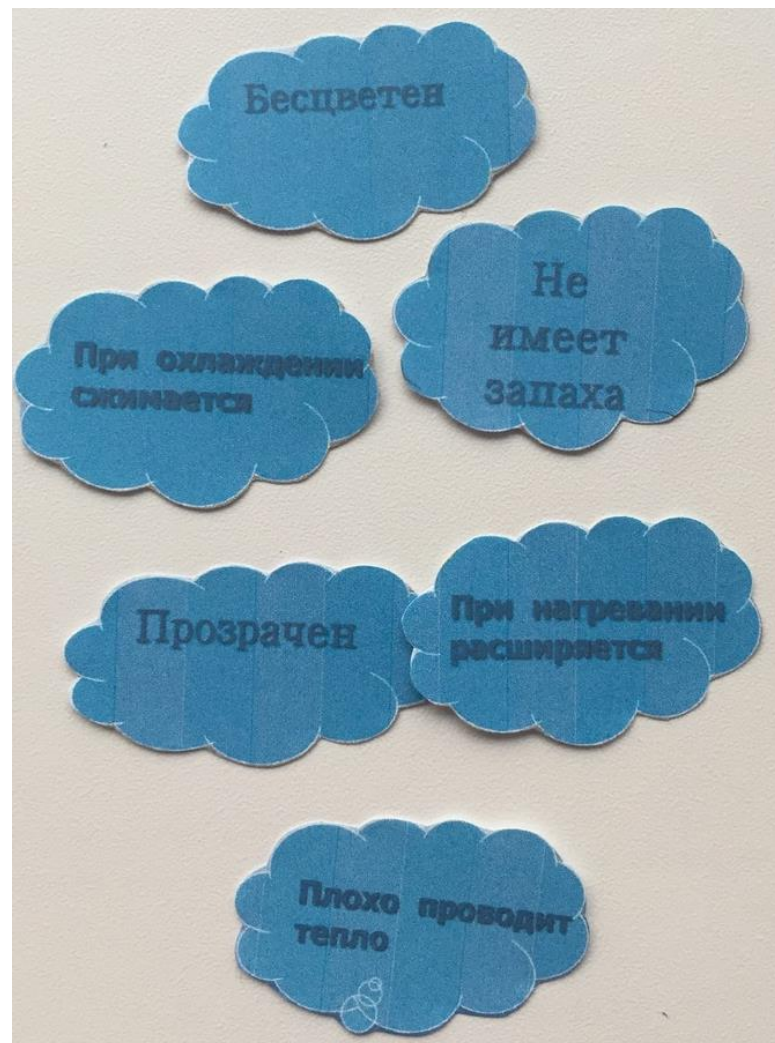 Бесцветен
Не
имеет
запаха
При охлаждении
сжимается
Прозрачен
При нагревании
расширяется
Плохо проводит
тепло